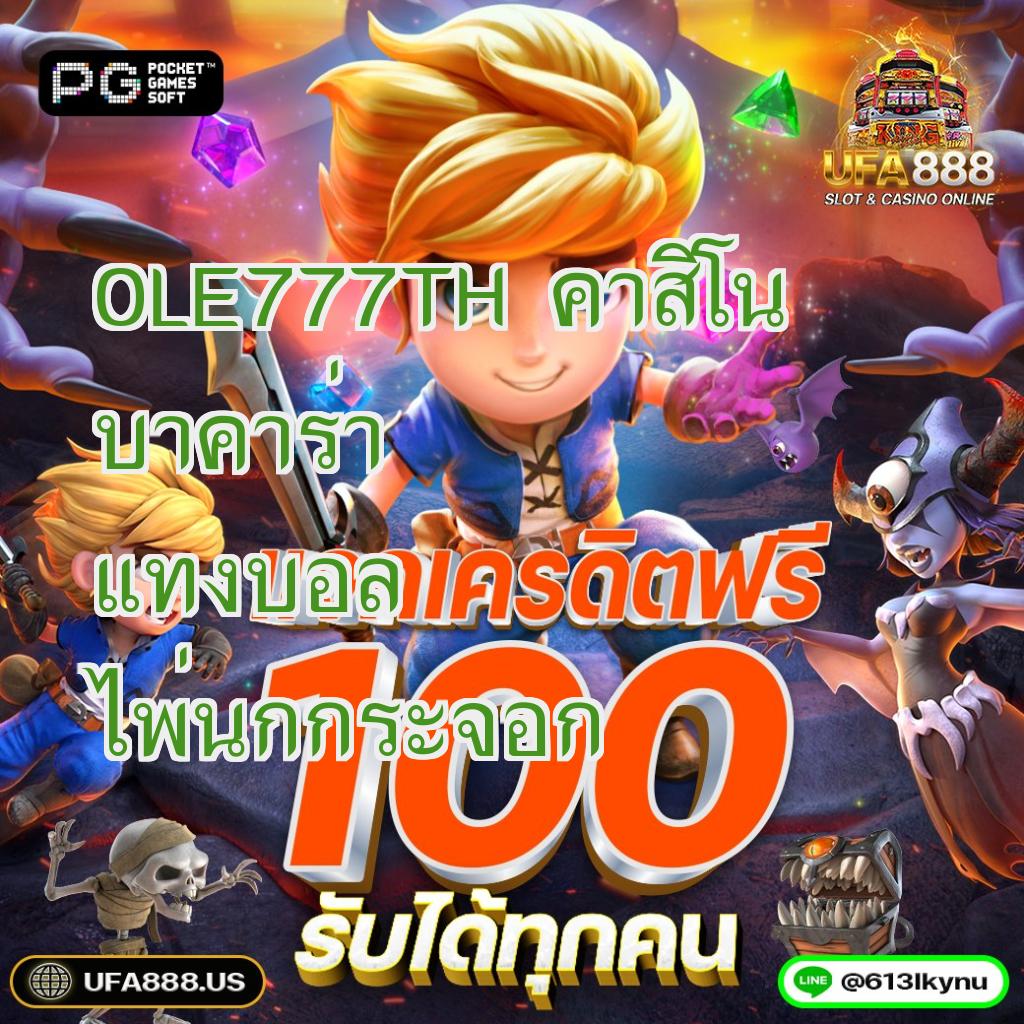 PG POCKET GAMES SOFT™
UFA888
SLOT & CASINO ONLINE
OLE777TH คาสิโน
บาคาร่า
แทงบอล
เครดิตฟรี
ไพ่นกกระจอก
100
รับได้ทุกคน
UFA888.US
LINE @613lkynu